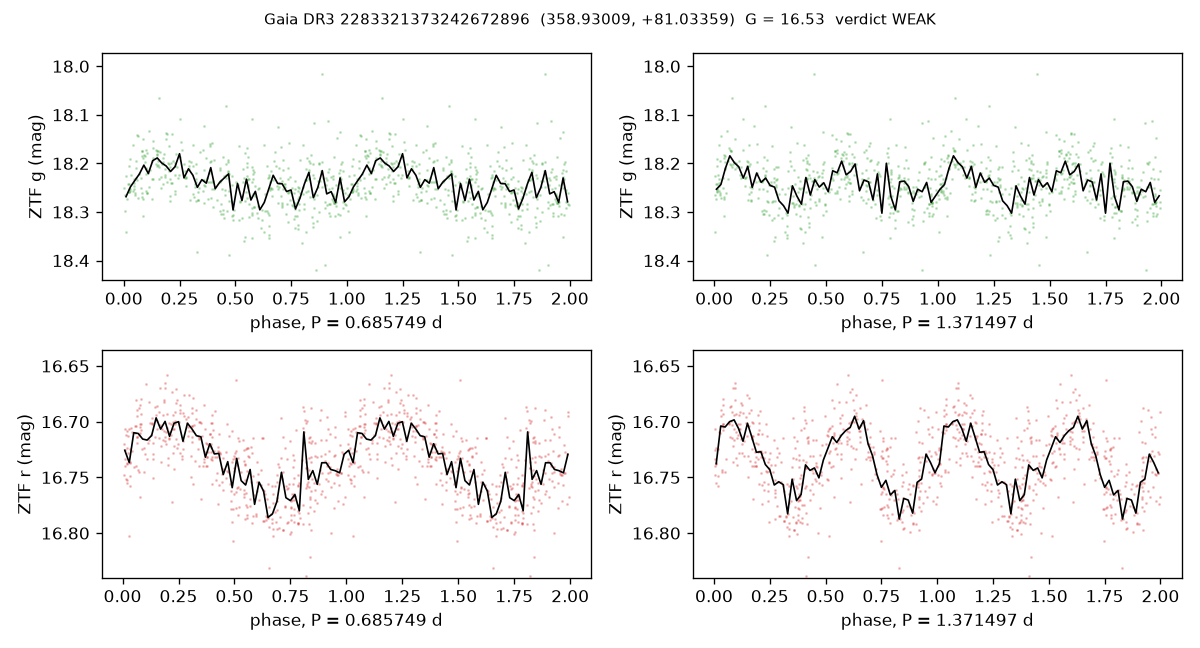 Gaia DR3 2283321373242672896  (358.93009, +81.03359)  G = 16.53  verdict WEAK
ZTF g (mag)
18.0
18.1
18.2
18.3
18.4
0.00 0.25 0.50 0.75 1.00 1.25 1.50 1.75 2.00
phase, P = 0.685749 d
ZTF g (mag)
18.0
18.1
18.2
18.3
18.4
0.00 0.25 0.50 0.75 1.00 1.25 1.50 1.75 2.00
phase, P = 1.371497 d
ZTF r (mag)
16.65
16.70
16.75
16.80
0.00 0.25 0.50 0.75 1.00 1.25 1.50 1.75 2.00
phase, P = 0.685749 d
ZTF r (mag)
16.65
16.70
16.75
16.80
0.00 0.25 0.50 0.75 1.00 1.25 1.50 1.75 2.00
phase, P = 1.371497 d